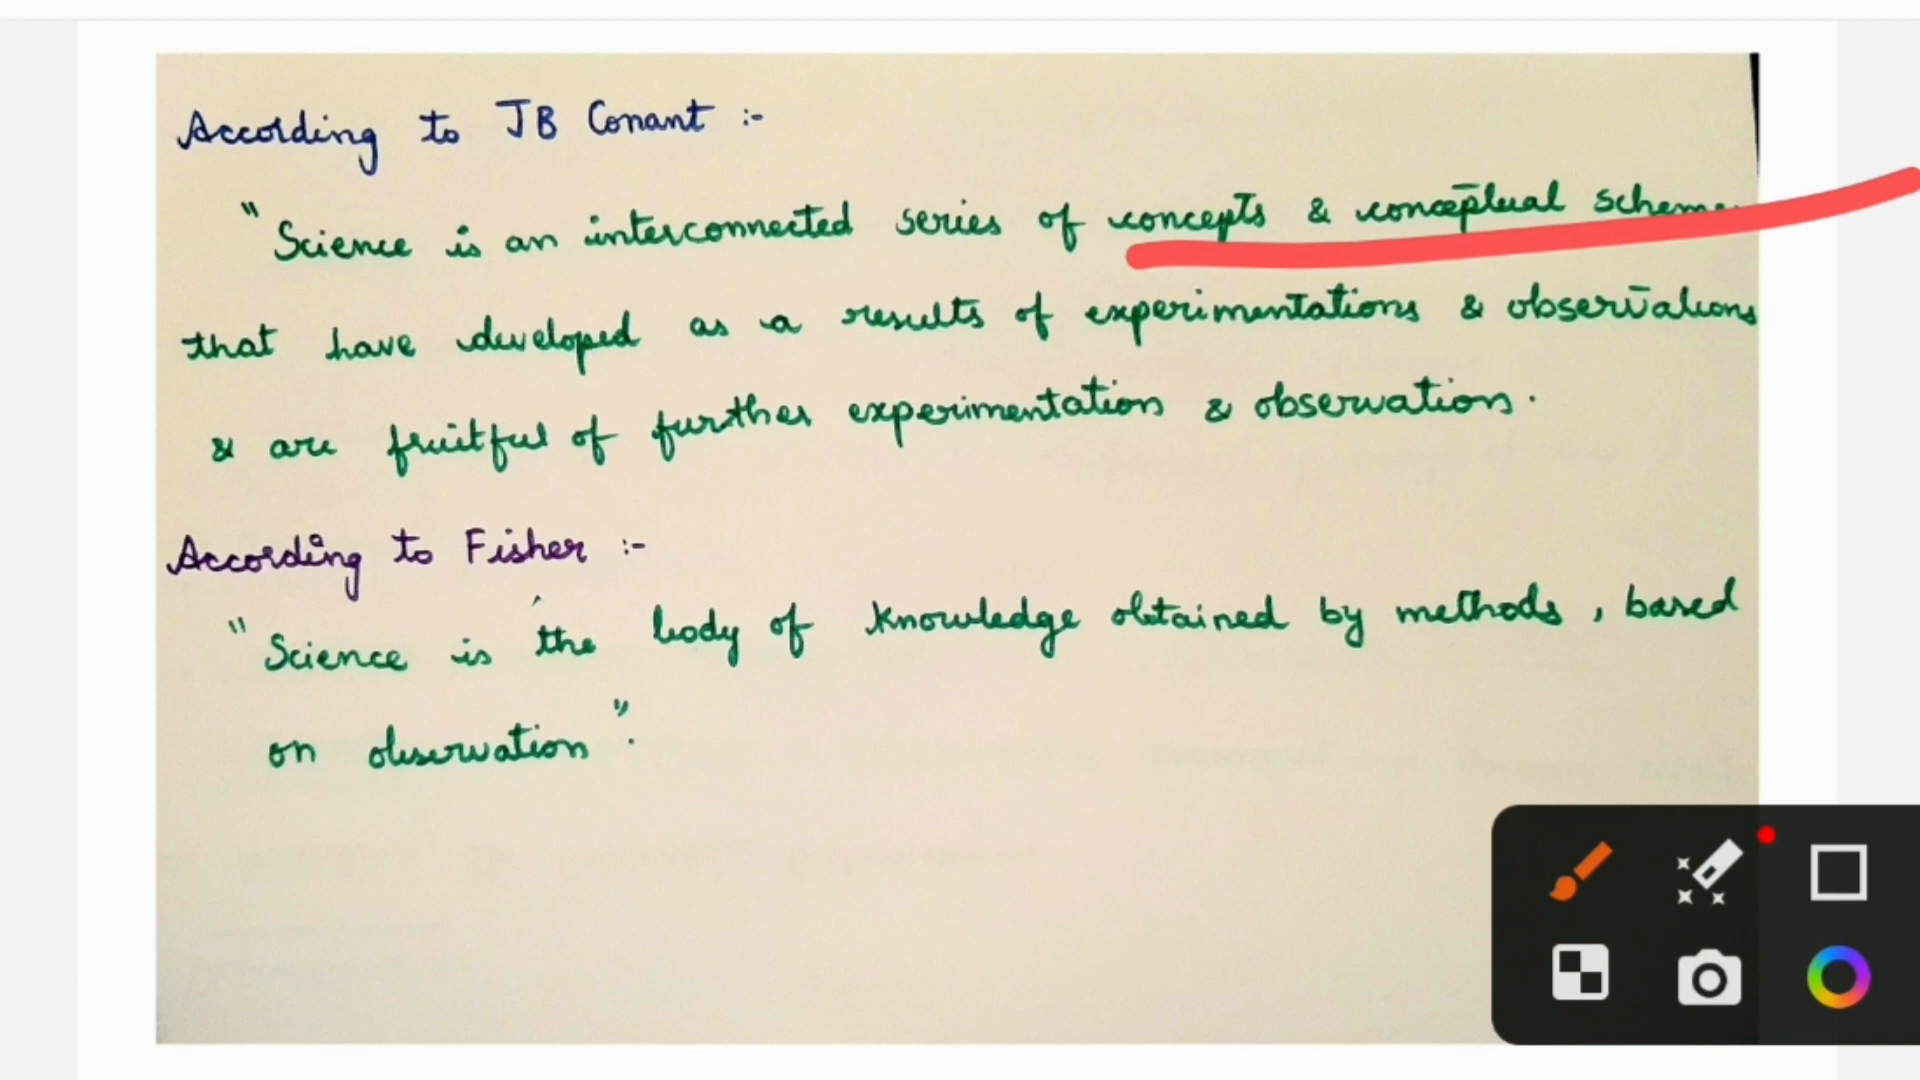 According to JB Conant :-
"Science is an interconnected series of concepts & conceptual scheme
that have developed as a results of experimentations & observations
& are fruitful of further experimentation & observation.
According to Fisher :-
"Science is the body of knowledge obtained by methods, based
on observation".